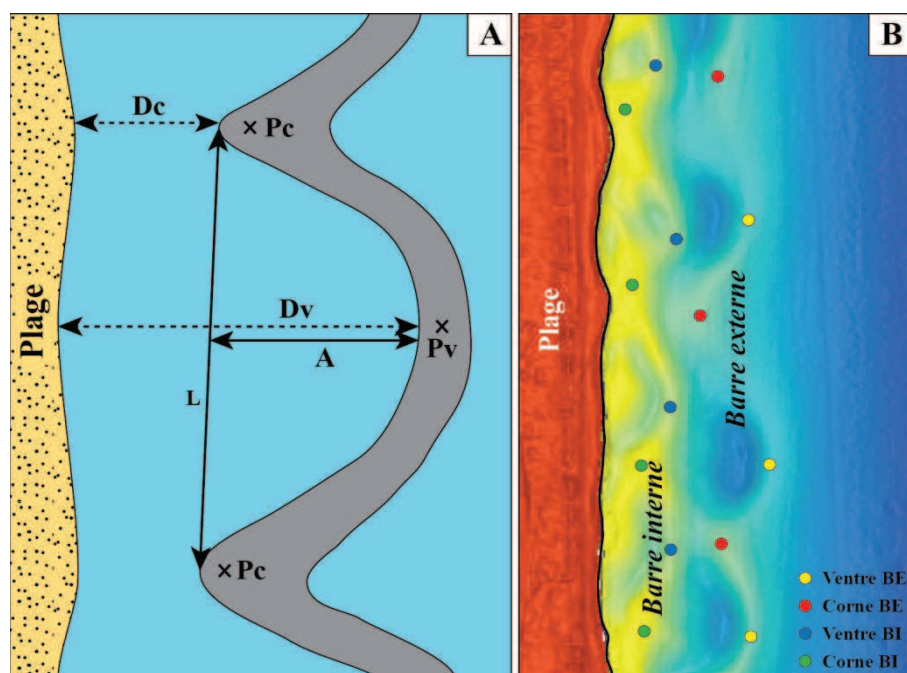 A
Dc
Pc
Plage
Dv
Pv
A
L
Pc
B
Plage
Barre externe
Barre interne
Ventre BE
Corne BE
Ventre BI
Corne BI